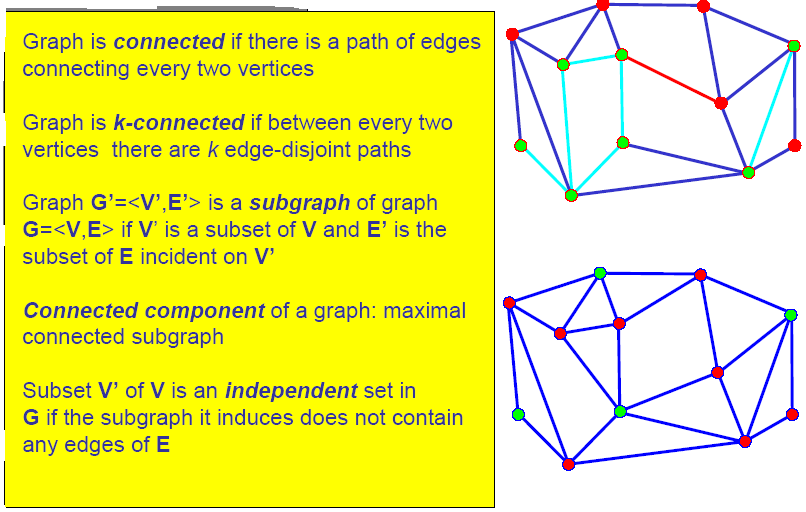 Graph is connected if there is a path of edges
connecting every two vertices
Graph is k-connected if between every two
vertices there are k edge-disjoint paths
Graph G’=<V’,E’> is a subgraph of graph
G=<V,E> if V’ is a subset of V and E’ is the
subset of E incident on V’
Connected component of a graph: maximal
connected subgraph
Subset V’ of V is an independent set in
G if the subgraph it induces does not contain
any edges of E